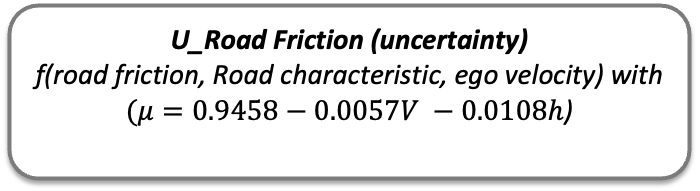 U_Road Friction (uncertainty)
f(road friction, Road characteristic, ego velocity) with
(μ = 0.9458 − 0.0057V − 0.0108h)